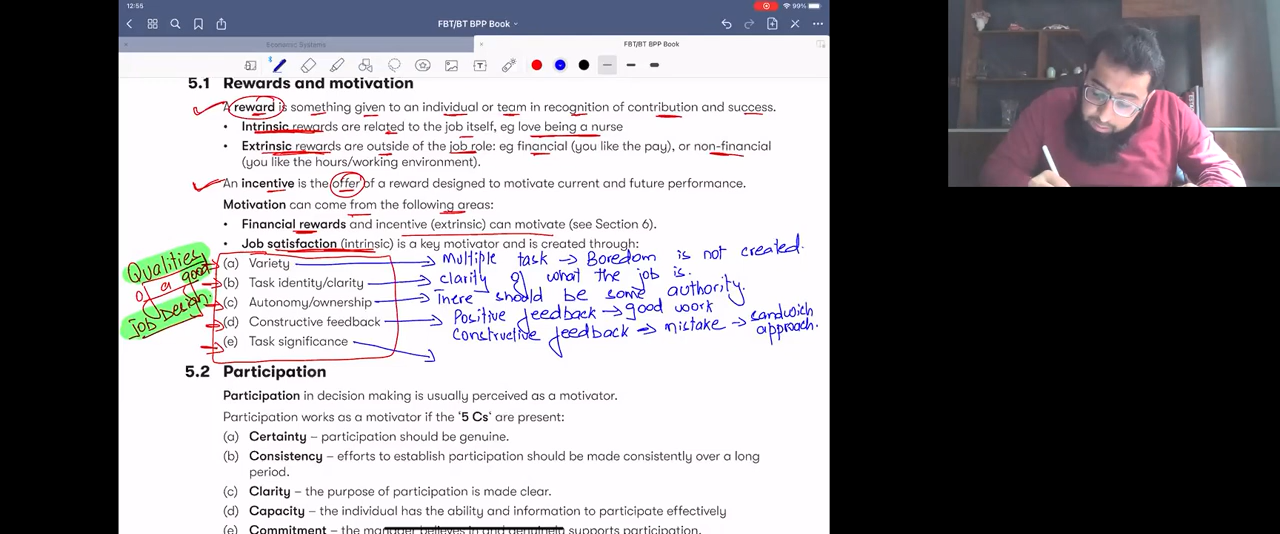 12:55
99%
FBT/BT BPP Book
Economic Systems
FBT/BT BPP Book
5.1 Rewards and motivation
A reward is something given to an individual or team in recognition of contribution and success.
• Intrinsic rewards are related to the job itself, eg love being a nurse
• Extrinsic rewards are outside of the job role: eg financial (you like the pay), or non-financial
(you like the hours/working environment).
An incentive is the offer of a reward designed to motivate current and future performance.
Motivation can come from the following areas:
• Financial rewards and incentive (extrinsic) can motivate (see Section 6).
• Job satisfaction (intrinsic) is a key motivator and is created through:
Qualities
of a good
job Design.
(a) Variety
Multiple task → Boredom is not created.
(b) Task identity/clarity
clarity of what the job is.
(c) Autonomy/ownership
There should be some authority.
(d) Constructive feedback
Positive feedback → good work
Constructive feedback → mistake → sandwich
approach.
(e) Task significance
5.2 Participation
Participation in decision making is usually perceived as a motivator.
Participation works as a motivator if the '5 Cs' are present:
(a) Certainty – participation should be genuine.
(b) Consistency – efforts to establish participation should be made consistently over a long
period.
(c) Clarity – the purpose of participation is made clear.
(d) Capacity – the individual has the ability and information to participate effectively
(e) Commitment – the manager believes in and genuinely supports participation.